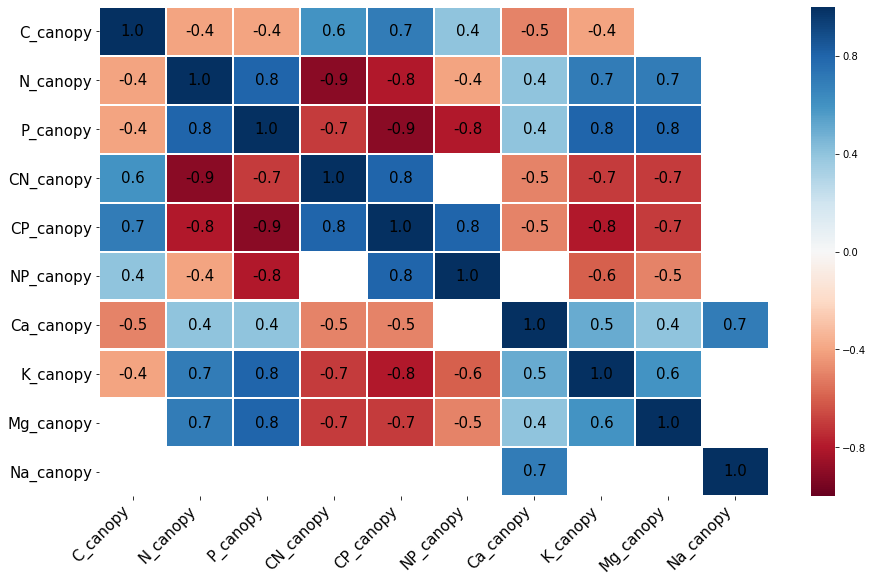 C_canopy 1.0 -0.4 -0.4 0.6 0.7 0.4 -0.5 -0.4
N_canopy -0.4 1.0 0.8 -0.9 -0.8 -0.4 0.4 0.7 0.7
P_canopy -0.4 0.8 1.0 -0.7 -0.9 -0.8 0.4 0.8 0.8
CN_canopy 0.6 -0.9 -0.7 1.0 0.8 -0.5 -0.7 -0.7
CP_canopy 0.7 -0.8 -0.9 0.8 1.0 0.8 -0.5 -0.8 -0.7
NP_canopy 0.4 -0.4 -0.8 0.8 1.0 -0.6 -0.5
Ca_canopy -0.5 0.4 0.4 -0.5 -0.5 1.0 0.5 0.4 0.7
K_canopy -0.4 0.7 0.8 -0.7 -0.8 -0.6 0.5 1.0 0.6
Mg_canopy 0.7 0.8 -0.7 -0.7 -0.5 0.4 0.6 1.0
Na_canopy 0.7 1.0
C_canopy N_canopy P_canopy CN_canopy CP_canopy NP_canopy Ca_canopy K_canopy Mg_canopy Na_canopy
0.8
0.4
0.0
−0.4
−0.8